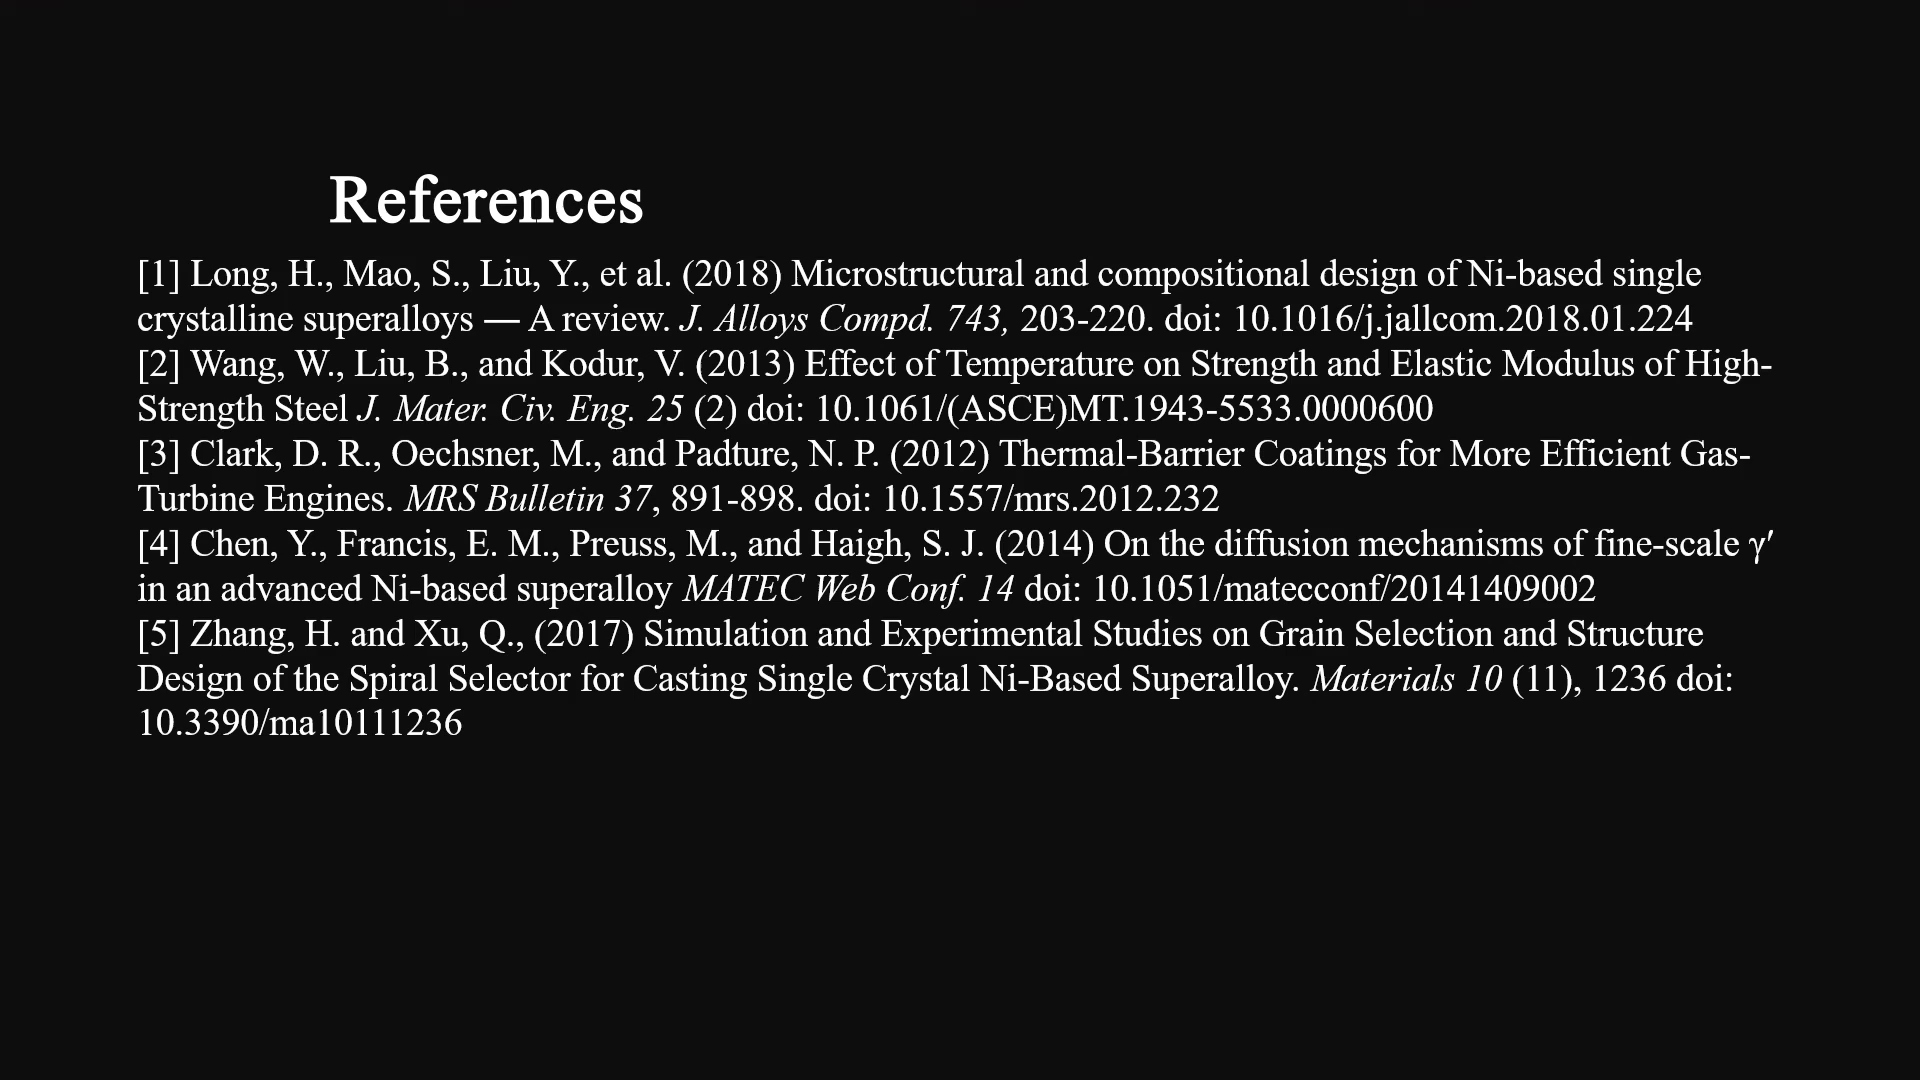 References
[1] Long, H., Mao, S., Liu, Y., et al. (2018) Microstructural and compositional design of Ni-based single
crystalline superalloys — A review. J. Alloys Compd. 743, 203-220. doi: 10.1016/j.jallcom.2018.01.224
[2] Wang, W., Liu, B., and Kodur, V. (2013) Effect of Temperature on Strength and Elastic Modulus of High-
Strength Steel J. Mater. Civ. Eng. 25 (2) doi: 10.1061/(ASCE)MT.1943-5533.0000600
[3] Clark, D. R., Oechsner, M., and Padture, N. P. (2012) Thermal-Barrier Coatings for More Efficient Gas-
Turbine Engines. MRS Bulletin 37, 891-898. doi: 10.1557/mrs.2012.232
[4] Chen, Y., Francis, E. M., Preuss, M., and Haigh, S. J. (2014) On the diffusion mechanisms of fine-scale γ′
in an advanced Ni-based superalloy MATEC Web Conf. 14 doi: 10.1051/matecconf/20141409002
[5] Zhang, H. and Xu, Q., (2017) Simulation and Experimental Studies on Grain Selection and Structure
Design of the Spiral Selector for Casting Single Crystal Ni-Based Superalloy. Materials 10 (11), 1236 doi:
10.3390/ma10111236